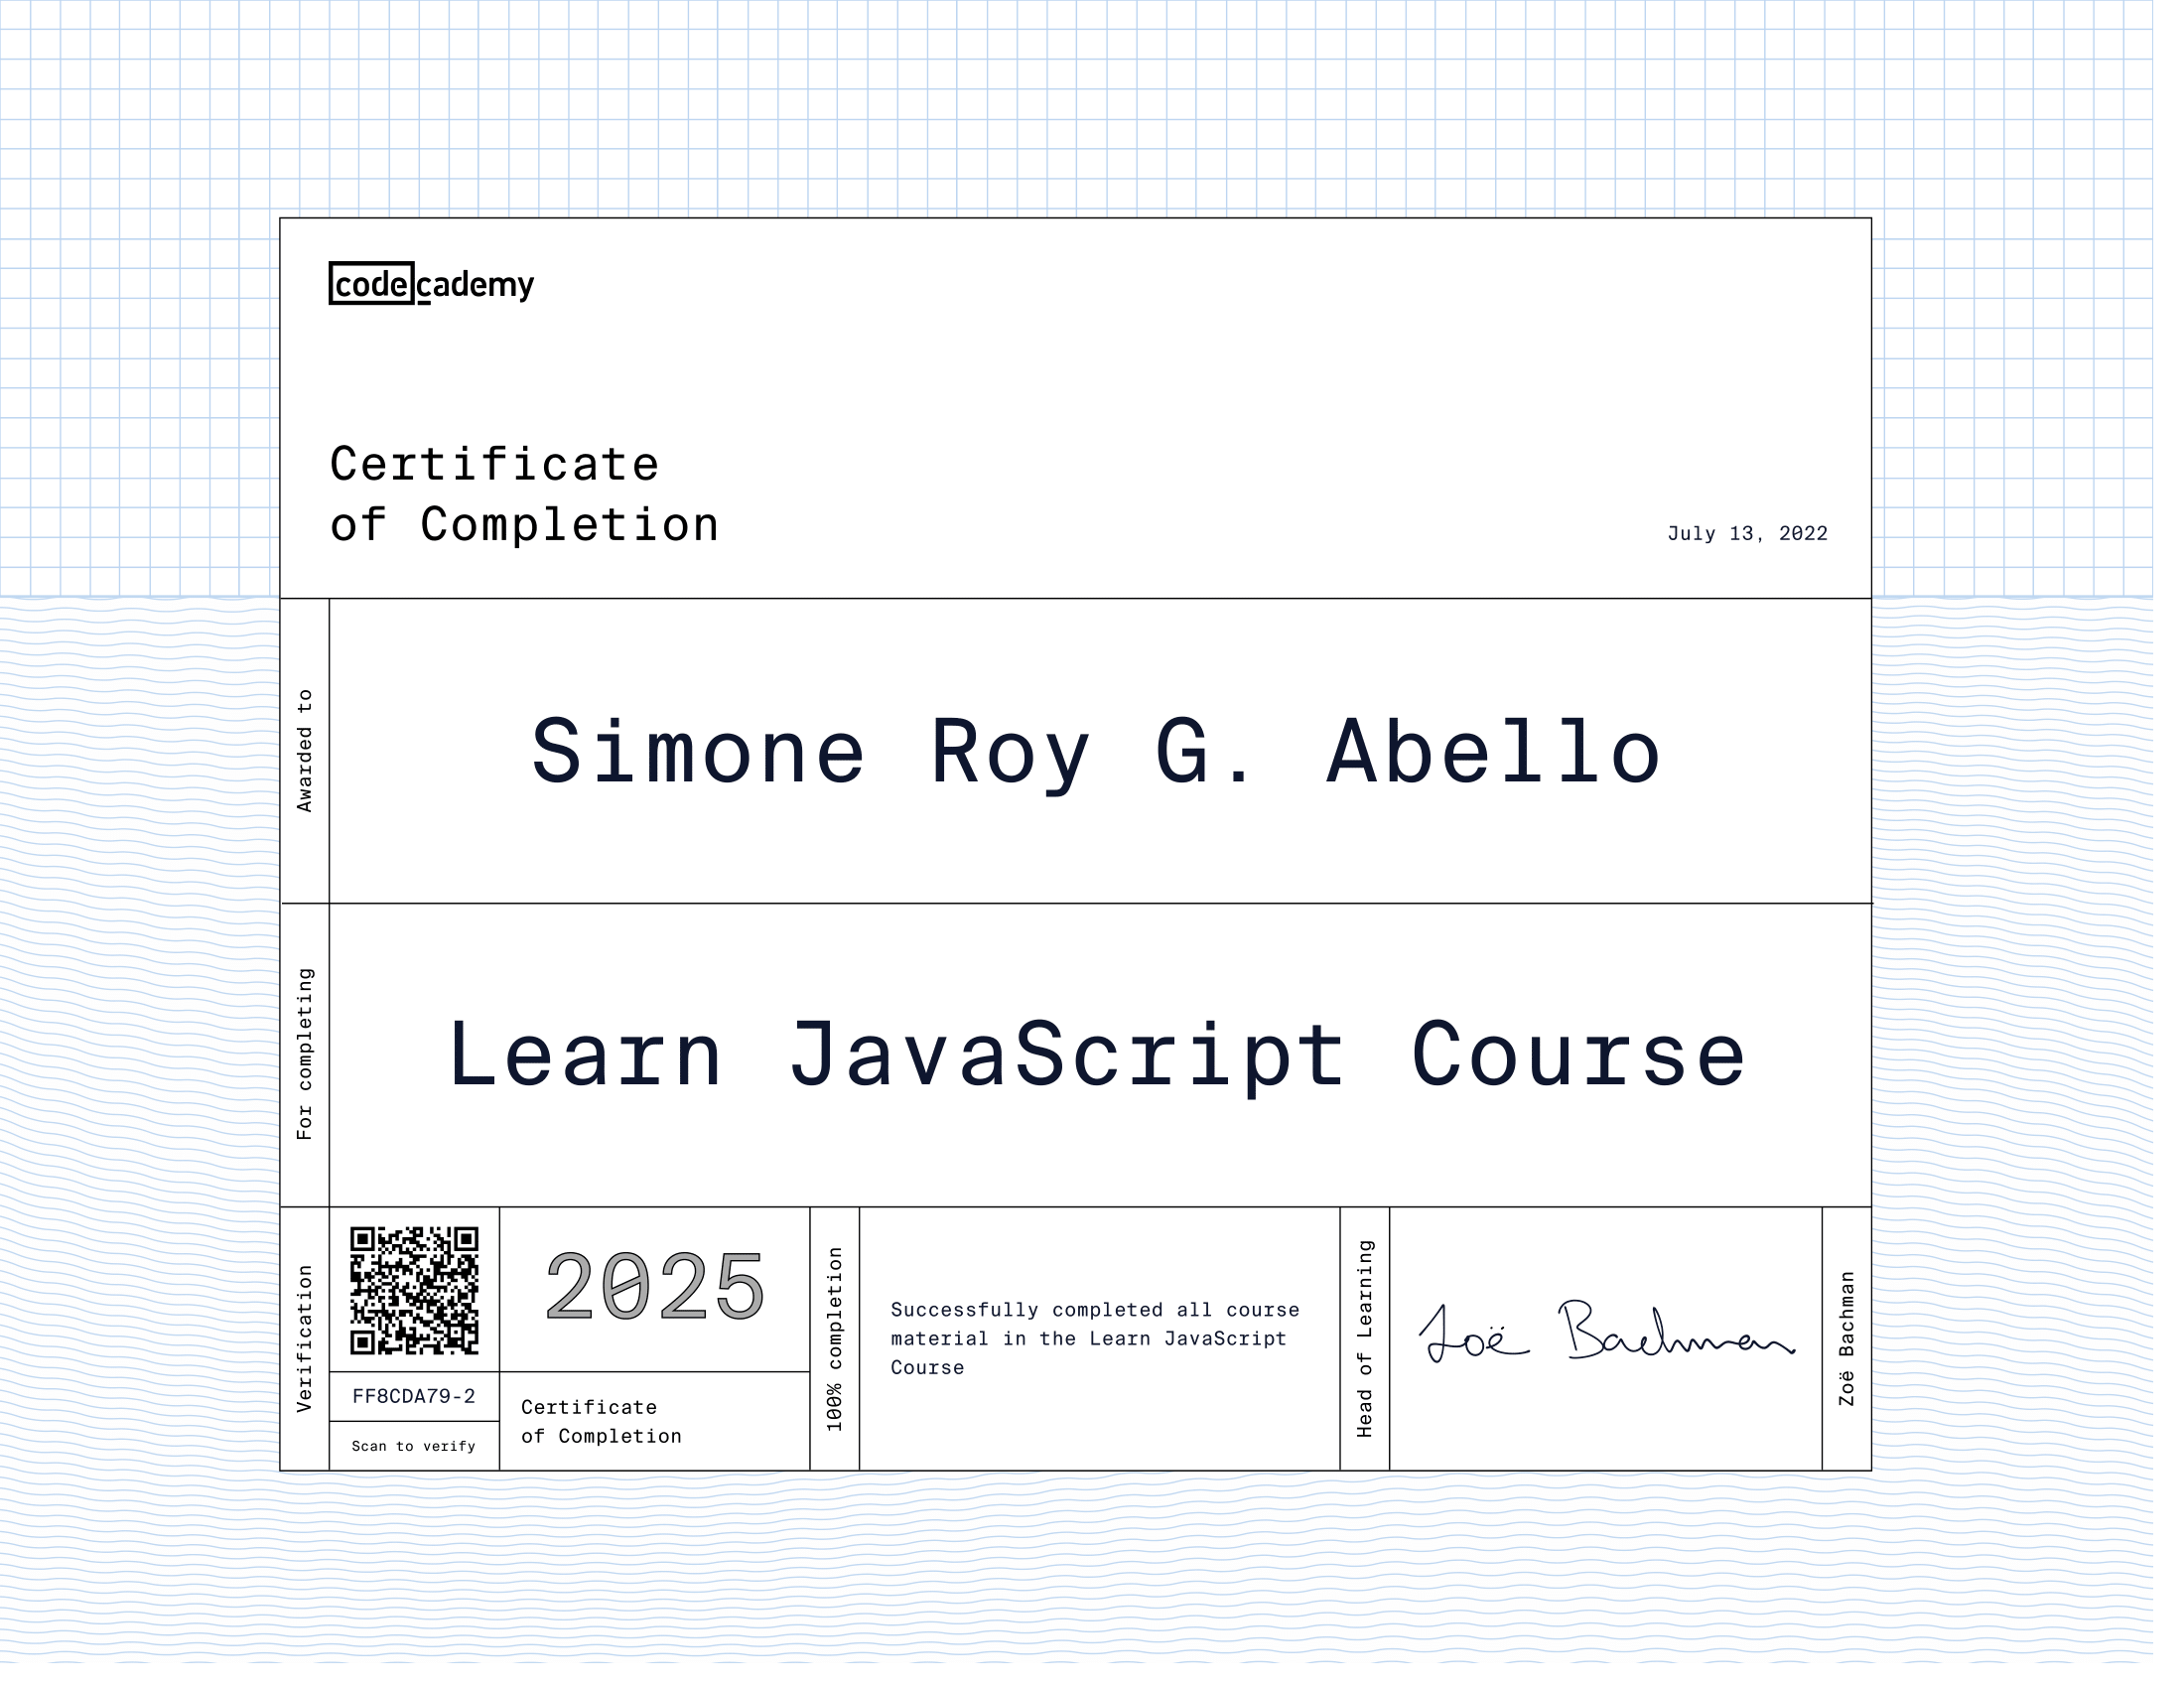 codecademy
Certificate
of Completion
July 13, 2022
Awarded to
Simone Roy G. Abello
For completing
Learn JavaScript Course
Verification
FF8CDA79-2
Scan to verify
2025
Certificate
of Completion
100% completion
Successfully completed all course
material in the Learn JavaScript
Course
Head of Learning
Zoë Bachman
Zoë Bachman